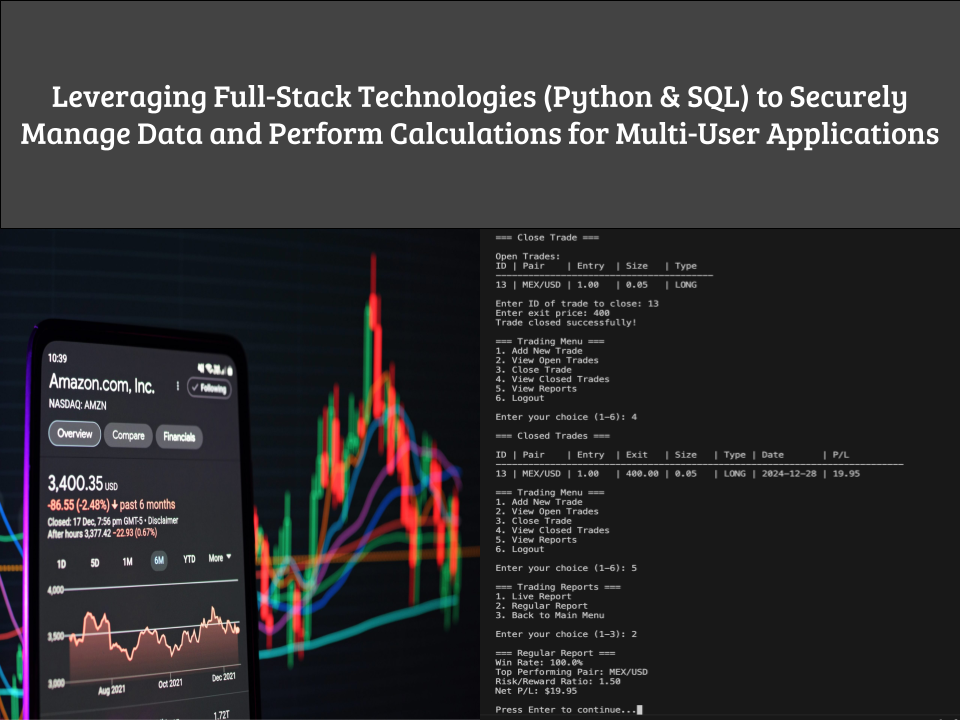 Leveraging Full-Stack Technologies (Python & SQL) to Securely
Manage Data and Perform Calculations for Multi-User Applications
10:39
Amazon.com, Inc.
Following
NASDAQ: AMZN
Overview Compare Financials
3,400.35 USD
-86.55 (-2.48%) ↓ past 6 months
Closed: 17 Dec, 7:56 pm GMT-5 • Disclaimer
After hours 3,377.42 -22.93 (0.67%)
1D 5D 1M 6M YTD More
4,000
3,500
3,000
Aug 2021 Oct 2021 Dec 2021
1.72T
=== Close Trade ===
Open Trades:
ID | Pair | Entry | Size | Type
13 | MEX/USD | 1.00 | 0.05 | LONG
Enter ID of trade to close: 13
Enter exit price: 400
Trade closed successfully!
=== Trading Menu ===
1. Add New Trade
2. View Open Trades
3. Close Trade
4. View Closed Trades
5. View Reports
6. Logout
Enter your choice (1-6): 4
=== Closed Trades ===
ID | Pair | Entry | Exit | Size | Type | Date | P/L
13 | MEX/USD | 1.00 | 400.00 | 0.05 | LONG | 2024-12-28 | 19.95
=== Trading Menu ===
1. Add New Trade
2. View Open Trades
3. Close Trade
4. View Closed Trades
5. View Reports
6. Logout
Enter your choice (1-6): 5
=== Trading Reports ===
1. Live Report
2. Regular Report
3. Back to Main Menu
Enter your choice (1-3): 2
=== Regular Report ===
Win Rate: 100.0%
Top Performing Pair: MEX/USD
Risk/Reward Ratio: 1.50
Net P/L: $19.95
Press Enter to continue...